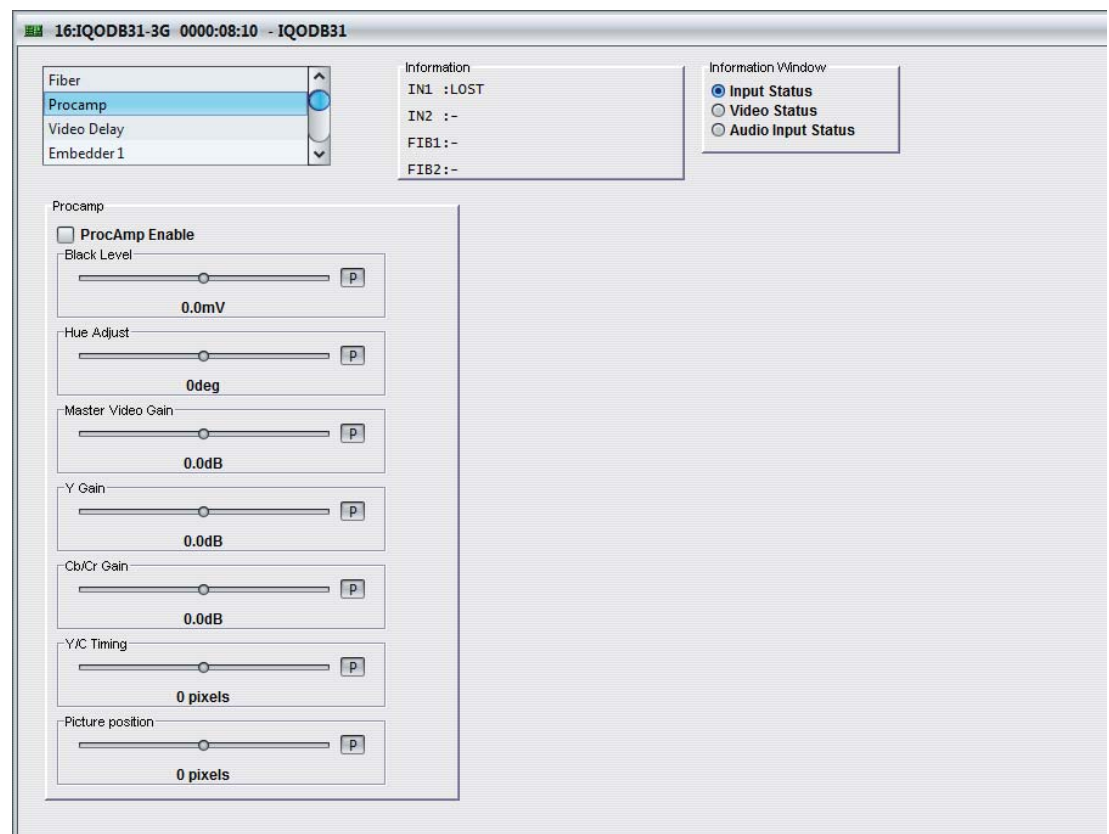 16:IQODB31-3G 0000:08:10 - IQODB31
Fiber
Procamp
Video Delay
Embedder 1
Information
IN1 :LOST
IN2 :-
FIB1:-
FIB2:-
Information Window
Input Status
Video Status
Audio Input Status
Procamp
ProcAmp Enable
Black Level
P
0.0mV
Hue Adjust
P
0deg
Master Video Gain
P
0.0dB
Y Gain
P
0.0dB
Cb/Cr Gain
P
0.0dB
Y/C Timing
P
0 pixels
Picture position
P
0 pixels